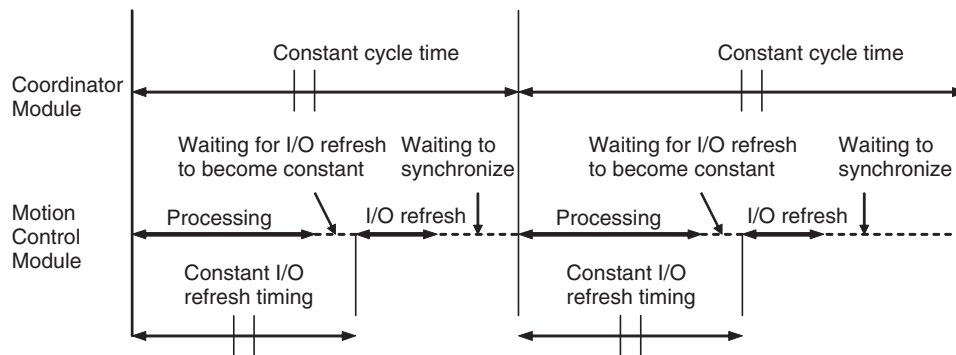 Constant cycle time
Constant cycle time
Coordinator
Module
Waiting for I/O refresh
to become constant
Waiting to
synchronize
Waiting for I/O refresh
to become constant
Waiting to
synchronize
Motion
Control
Module
Processing
I/O refresh
Processing
I/O refresh
Constant I/O
refresh timing
Constant I/O
refresh timing